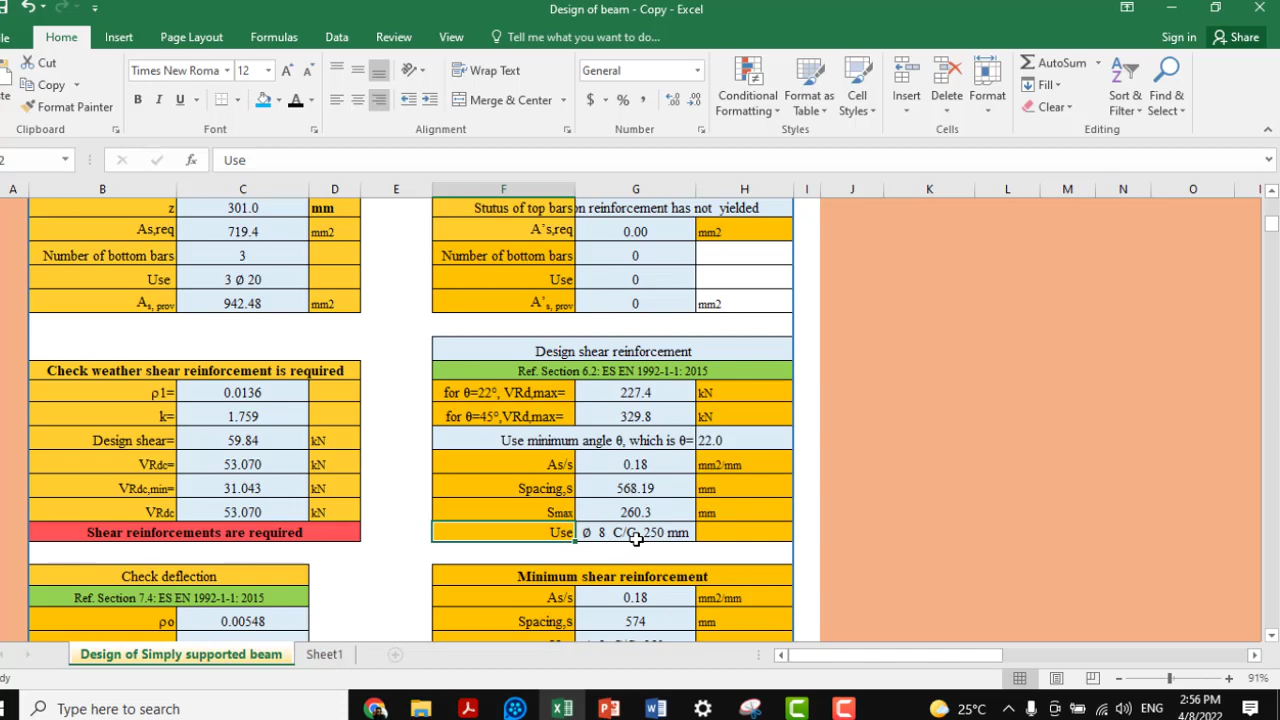 Design of beam - Copy - Excel
Home Insert Page Layout Formulas Data Review View Tell me what you want to do... Sign in Share
Cut
Copy
Format Painter
Clipboard
Times New Roma 12
B I U
Font
Wrap Text
Merge & Center
Alignment
General
$ % ,
Number
Conditional Formatting
Format as Table
Cell Styles
Styles
Insert Delete Format
Cells
AutoSum
Fill
Clear
Sort & Filter
Find & Select
Editing
2 fx Use
A B C D E F G H I J K L M N O
z 301.0 mm
As,req 719.4 mm2
Number of bottom bars 3
Use 3 Ø 20
As, prov 942.48 mm2
Stutus of top bars on reinforcement has not yielded
A's,req 0.00 mm2
Number of bottom bars 0
Use 0
A's, prov 0 mm2
Check weather shear reinforcement is required
ρ1= 0.0136
k= 1.759
Design shear= 59.84 kN
VRdc= 53.070 kN
VRdc,min= 31.043 kN
VRdc 53.070 kN
Shear reinforcements are required
Design shear reinforcement
Ref. Section 6.2: ES EN 1992-1-1: 2015
for θ=22°, VRd,max= 227.4 kN
for θ=45°,VRd,max= 329.8 kN
Use minimum angle θ, which is θ= 22.0
As/s 0.18 mm2/mm
Spacing,s 568.19 mm
Smax 260.3 mm
Use Ø 8 C/C 250 mm
Check deflection
Ref. Section 7.4: ES EN 1992-1-1: 2015
ρo 0.00548
Minimum shear reinforcement
As/s 0.18 mm2/mm
Spacing,s 574 mm
Design of Simply supported beam Sheet1
dy 91%
Type here to search
25°C ENG
2:56 PM
4/8/2022